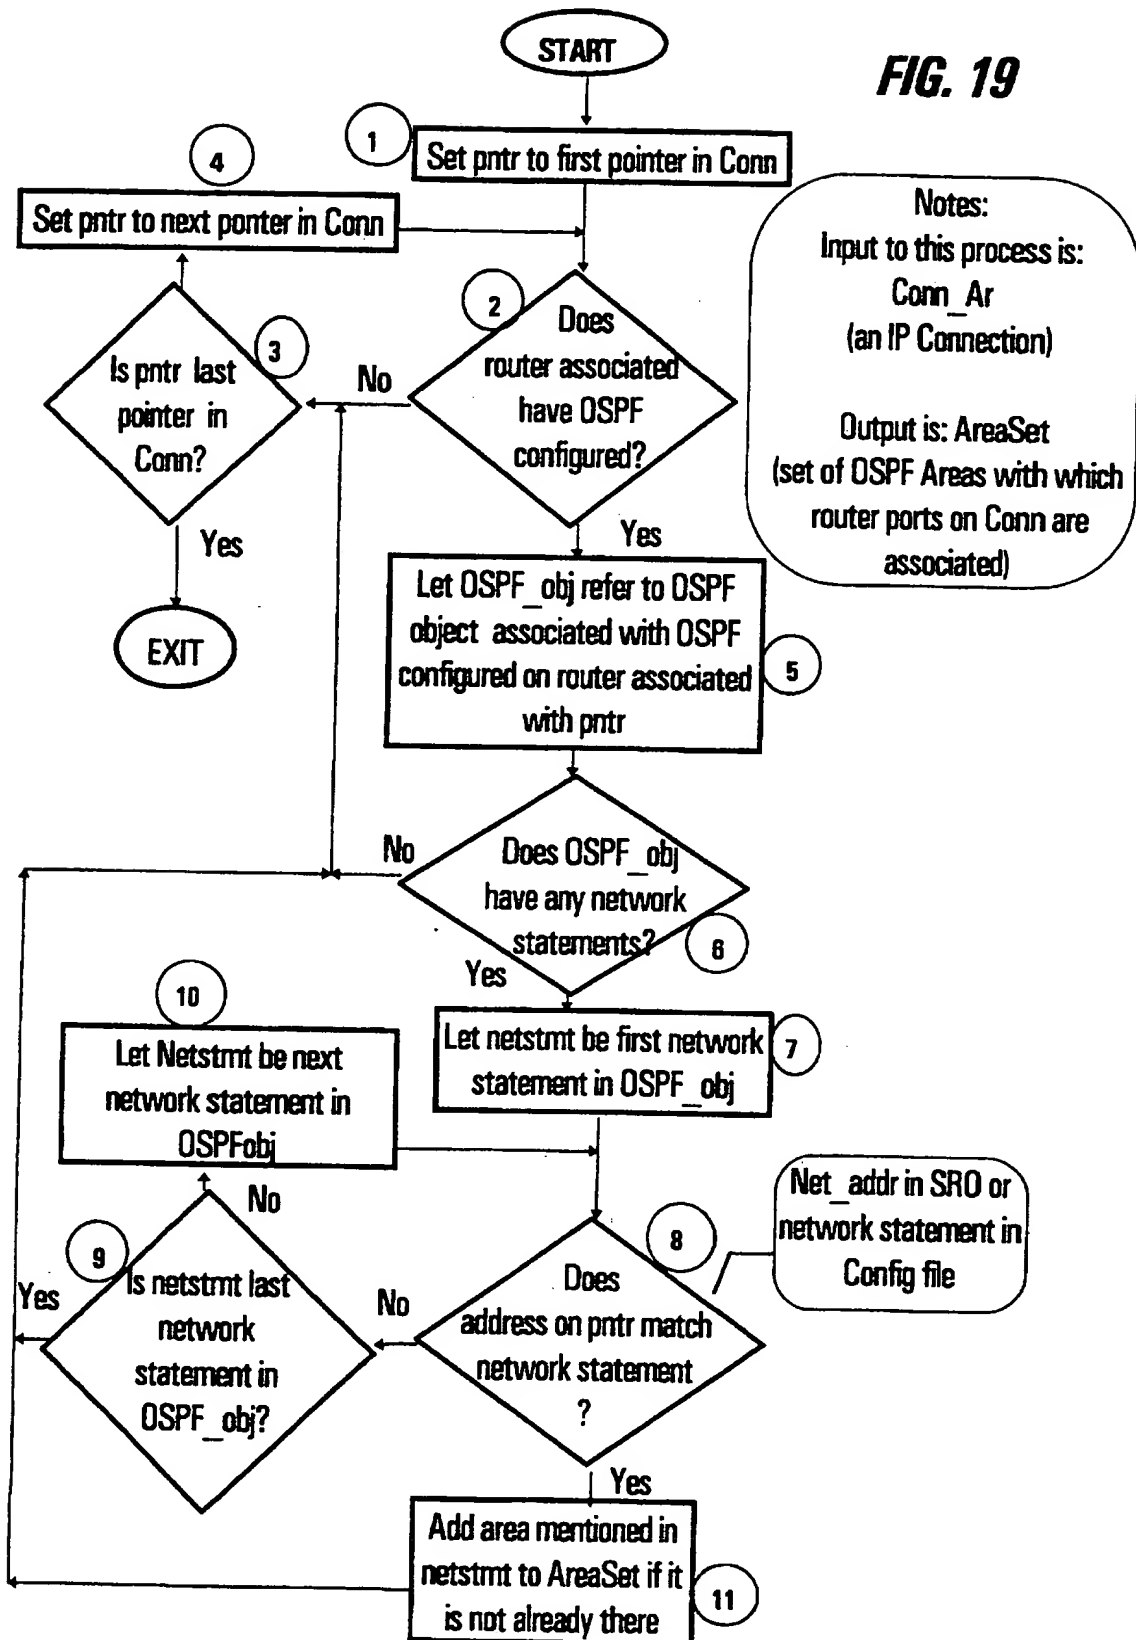 START
FIG. 19
1
Set pntr to first pointer in Conn
4
Set pntr to next ponter in Conn
Notes:
Input to this process is:
Conn_Ar
(an IP Connection)
Output is: AreaSet
(set of OSPF Areas with which
router ports on Conn are
associated)
2
Does
router associated
have OSPF
configured?
No
Yes
3
Is pntr last
pointer in
Conn?
Yes
EXIT
Let OSPF_obj refer to OSPF
object associated with OSPF
configured on router associated
with pntr
5
Does OSPF_obj
have any network
statements?
No
6
Yes
Let netstmt be first network
statement in OSPF_obj
7
10
Let Netstmt be next
network statement in
OSPFobj
No
Net_addr in SRO or
network statement in
Config file
8
Does
address on pntr match
network statement
?
No
9
Is netstmt last
network
statement in
OSPF_obj?
Yes
Yes
Add area mentioned in
netstmt to AreaSet if it
is not already there
11